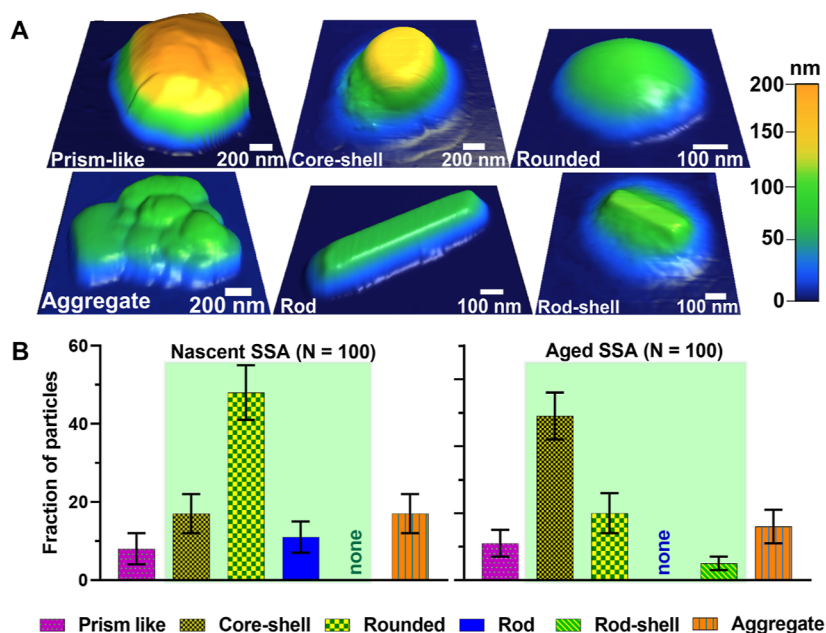 A
Prism-like
200 nm
Core-shell
200 nm
Rounded
100 nm
nm
200
150
100
50
0
Aggregate
200 nm
Rod
100 nm
Rod-shell
100 nm
B
Fraction of particles
60
40
20
0
Nascent SSA (N = 100)
none
Aged SSA (N = 100)
none
Prism like
Core-shell
Rounded
Rod
Rod-shell
Aggregate